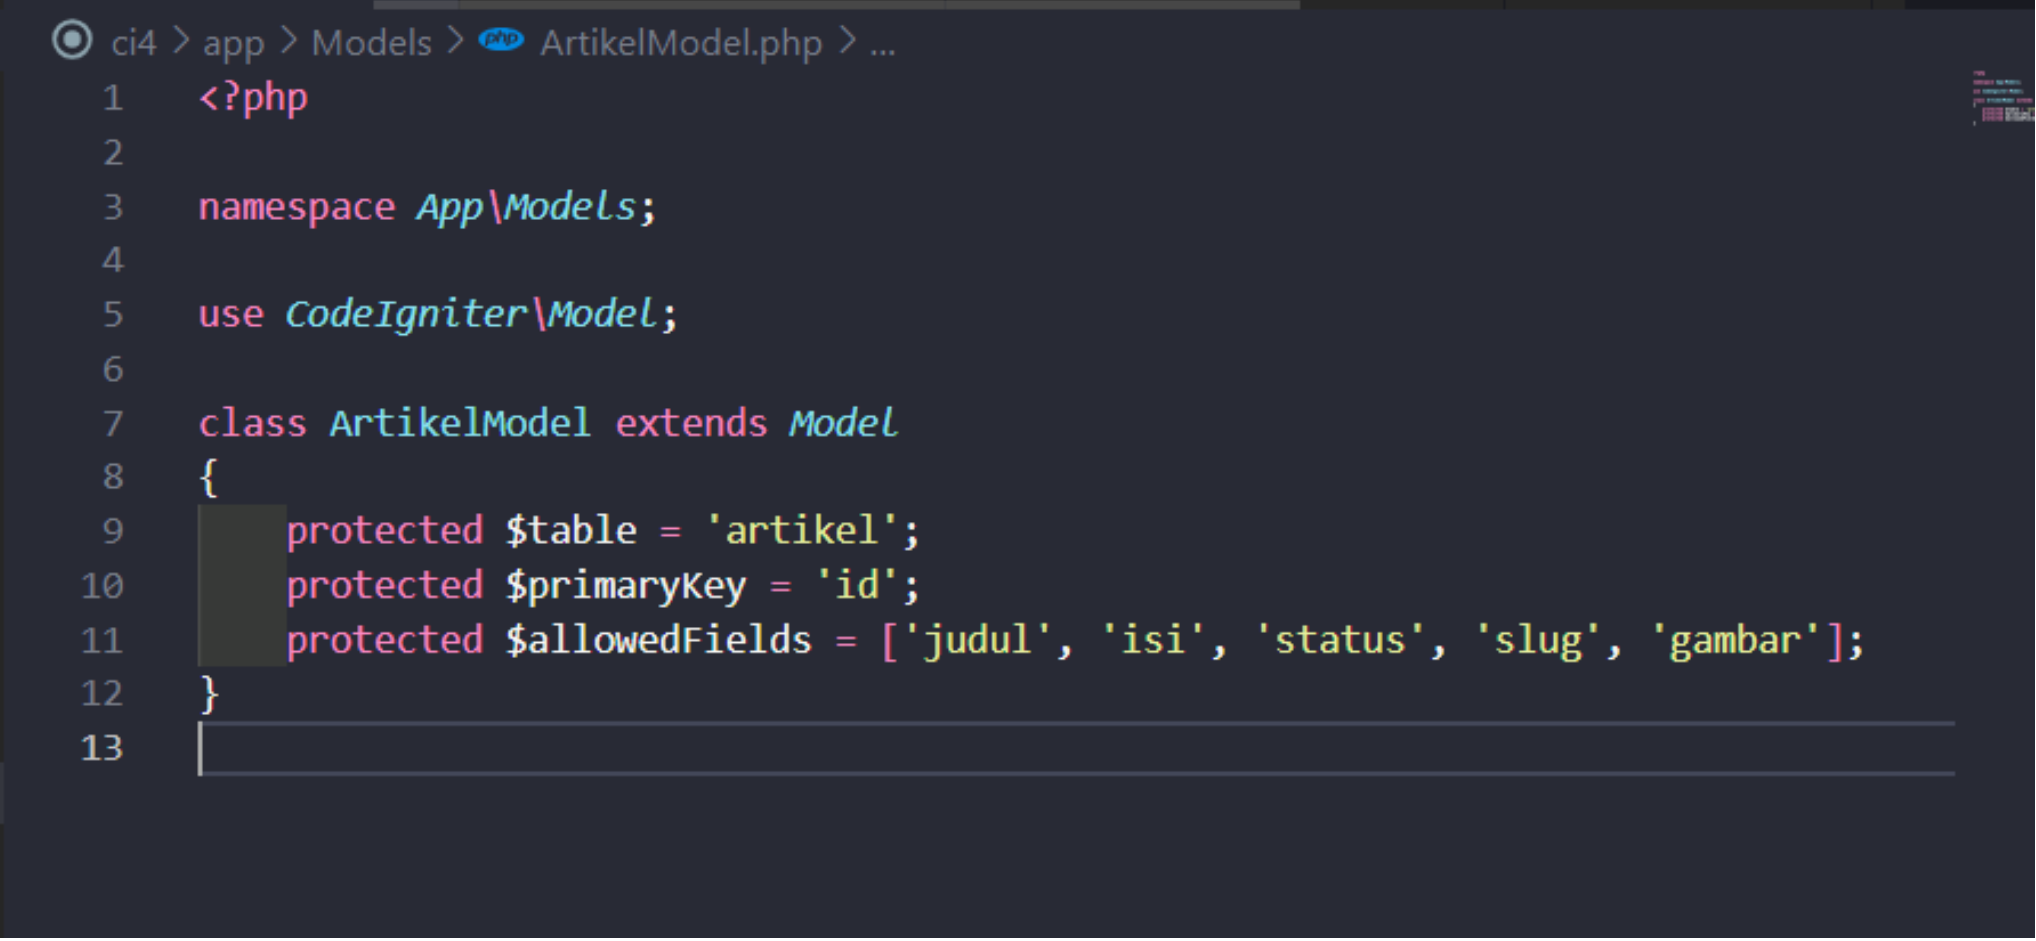 ci4 > app > Models > php ArtikelModel.php > ...
1 <?php
2
3 namespace App\Models;
4
5 use CodeIgniter\Model;
6
7 class ArtikelModel extends Model
8 {
9     protected $table = 'artikel';
10     protected $primaryKey = 'id';
11     protected $allowedFields = ['judul', 'isi', 'status', 'slug', 'gambar'];
12 }
13